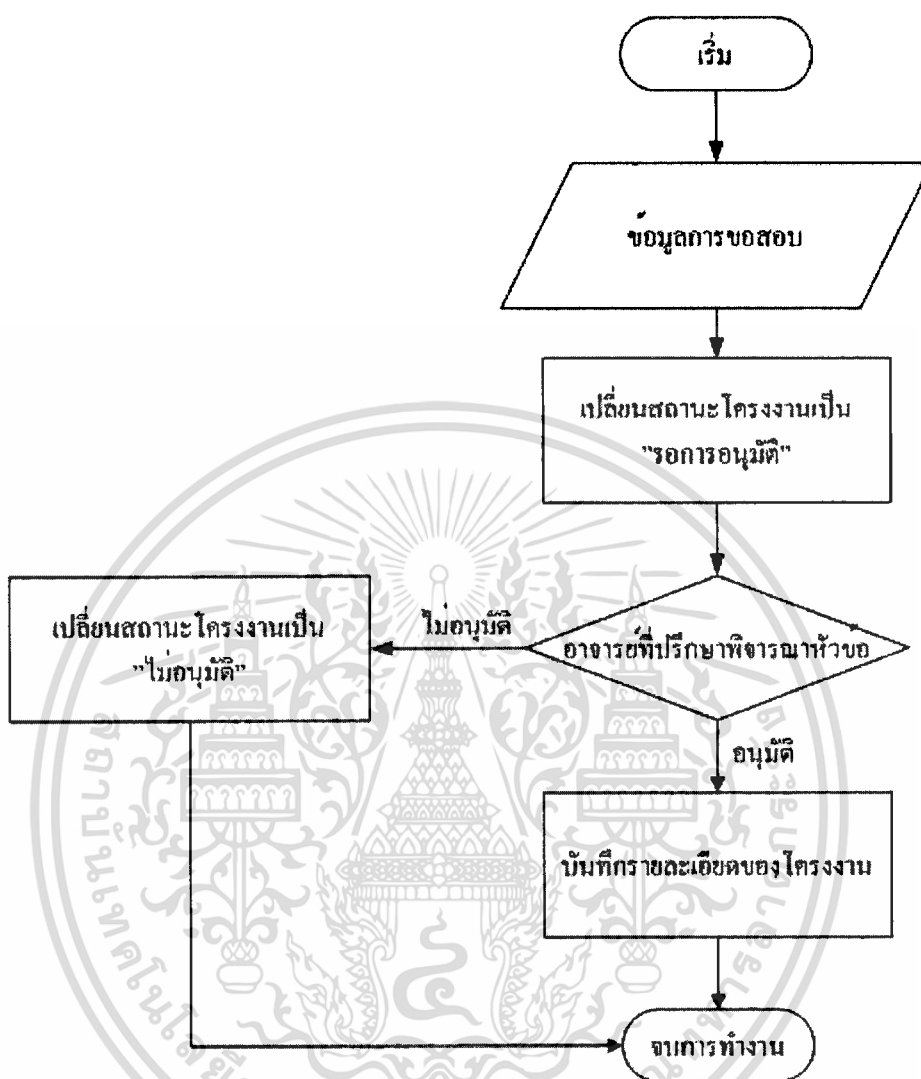 เริ่ม
ข้อมูลการขอสอบ
เปลี่ยนสถานะโครงงานเป็น
"รอการอนุมัติ"
อาจารย์ที่ปรึกษาพิจารณาหัวข้อ
ไม่อนุมัติ
เปลี่ยนสถานะโครงงานเป็น
"ไม่อนุมัติ"
อนุมัติ
บันทึกรายละเอียดของโครงงาน
จบการทำงาน